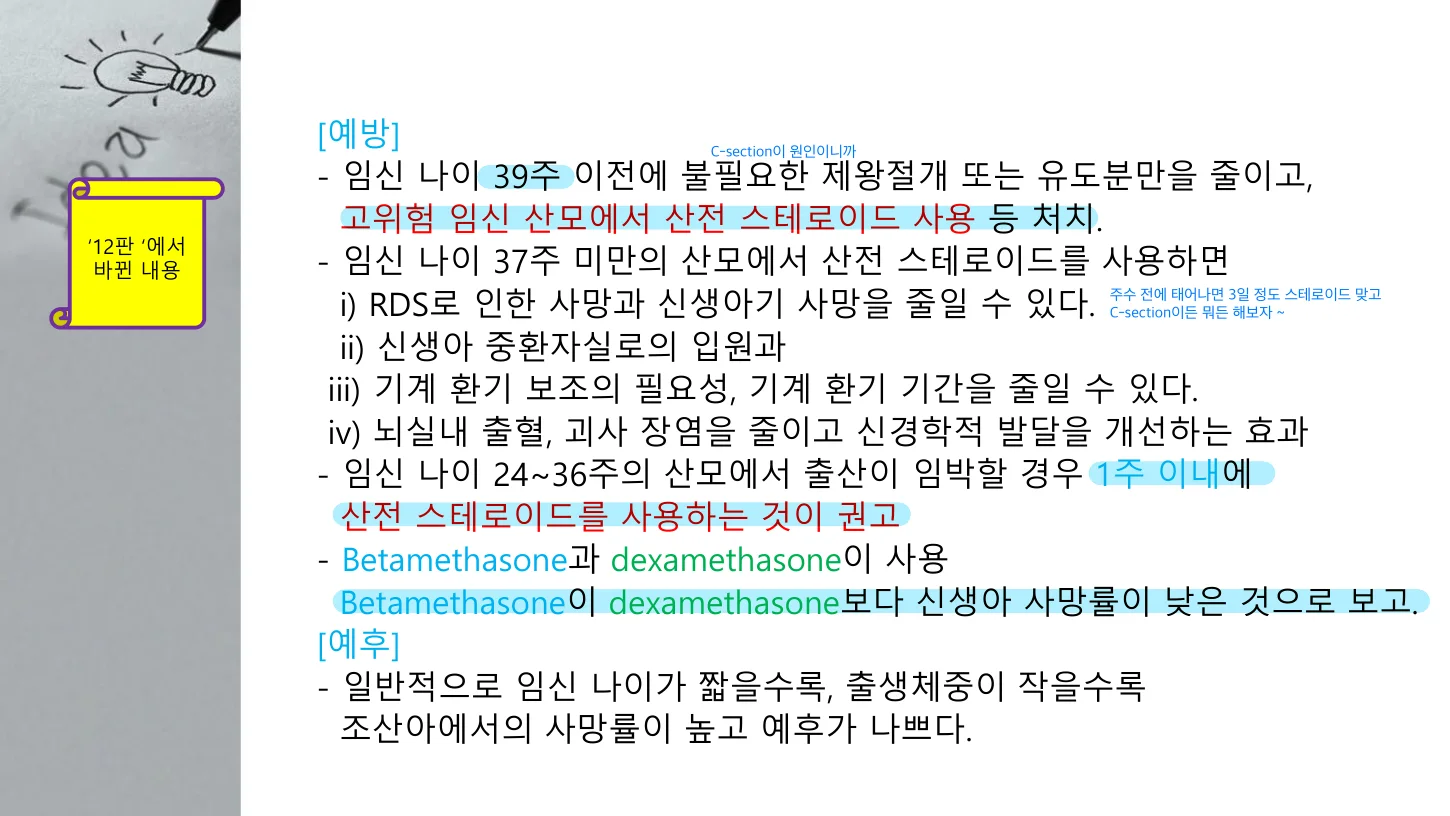 '12판 '에서
바뀐 내용
[예방]
C-section이 원인이니까
- 임신 나이 39주 이전에 불필요한 제왕절개 또는 유도분만을 줄이고,
고위험 임신 산모에서 산전 스테로이드 사용 등 처치.
- 임신 나이 37주 미만의 산모에서 산전 스테로이드를 사용하면
i) RDS로 인한 사망과 신생아기 사망을 줄일 수 있다.
주수 전에 태어나면 3일 정도 스테로이드 맞고
C-section이든 뭐든 해보자 ~
ii) 신생아 중환자실로의 입원과
iii) 기계 환기 보조의 필요성, 기계 환기 기간을 줄일 수 있다.
iv) 뇌실내 출혈, 괴사 장염을 줄이고 신경학적 발달을 개선하는 효과
- 임신 나이 24~36주의 산모에서 출산이 임박할 경우 1주 이내에
산전 스테로이드를 사용하는 것이 권고
- Betamethasone과 dexamethasone이 사용
Betamethasone이 dexamethasone보다 신생아 사망률이 낮은 것으로 보고.
[예후]
- 일반적으로 임신 나이가 짧을수록, 출생체중이 작을수록
조산아에서의 사망률이 높고 예후가 나쁘다.